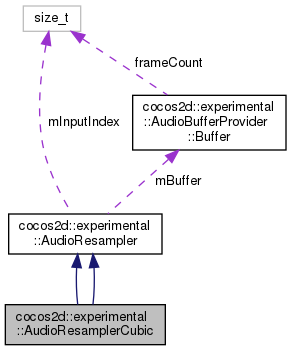 size_t
frameCount
cocos2d::experimental
::AudioBufferProvider
::Buffer
mInputIndex
mBuffer
cocos2d::experimental
::AudioResampler
cocos2d::experimental
::AudioResamplerCubic